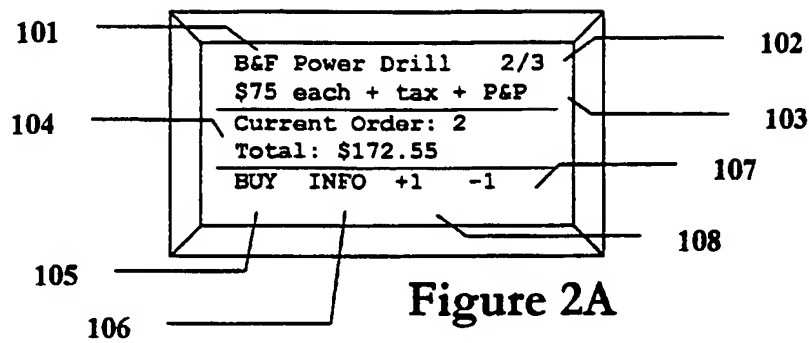 101
102
B&F Power Drill 2/3
$75 each + tax + P&P
103
104
Current Order: 2
Total: $172.55
107
BUY INFO +1 -1
108
105
Figure 2A
106